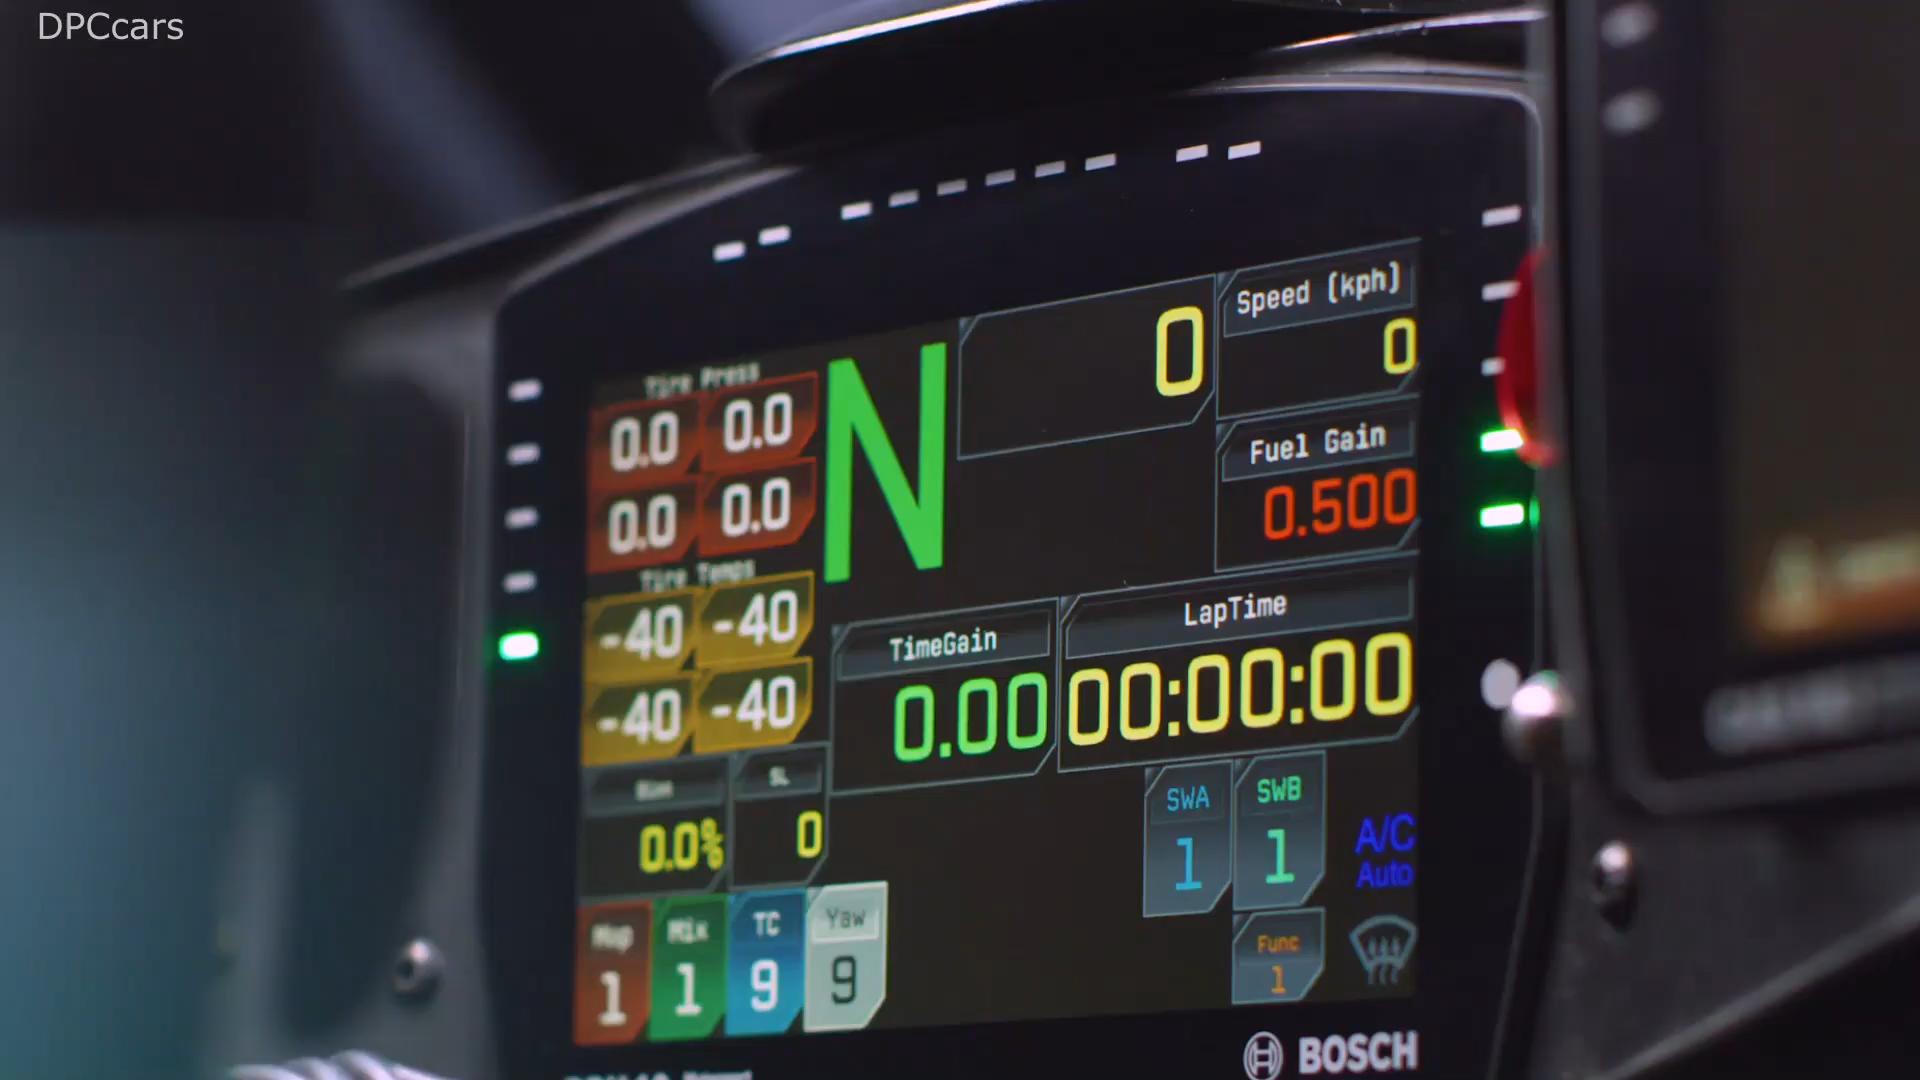 DPCcars
Speed (kph)
0
0
Tire Press
0.0 0.0
0.0 0.0
N
Fuel Gain
0.500
Tire Temps
-40 -40
-40 -40
TimeGain
0.00
LapTime
00:00:00
Bias
0.0%
SL
0
SWA
1
SWB
1
A/C
Auto
Map
1
Mix
1
TC
9
Yaw
9
Func
1
BOSCH